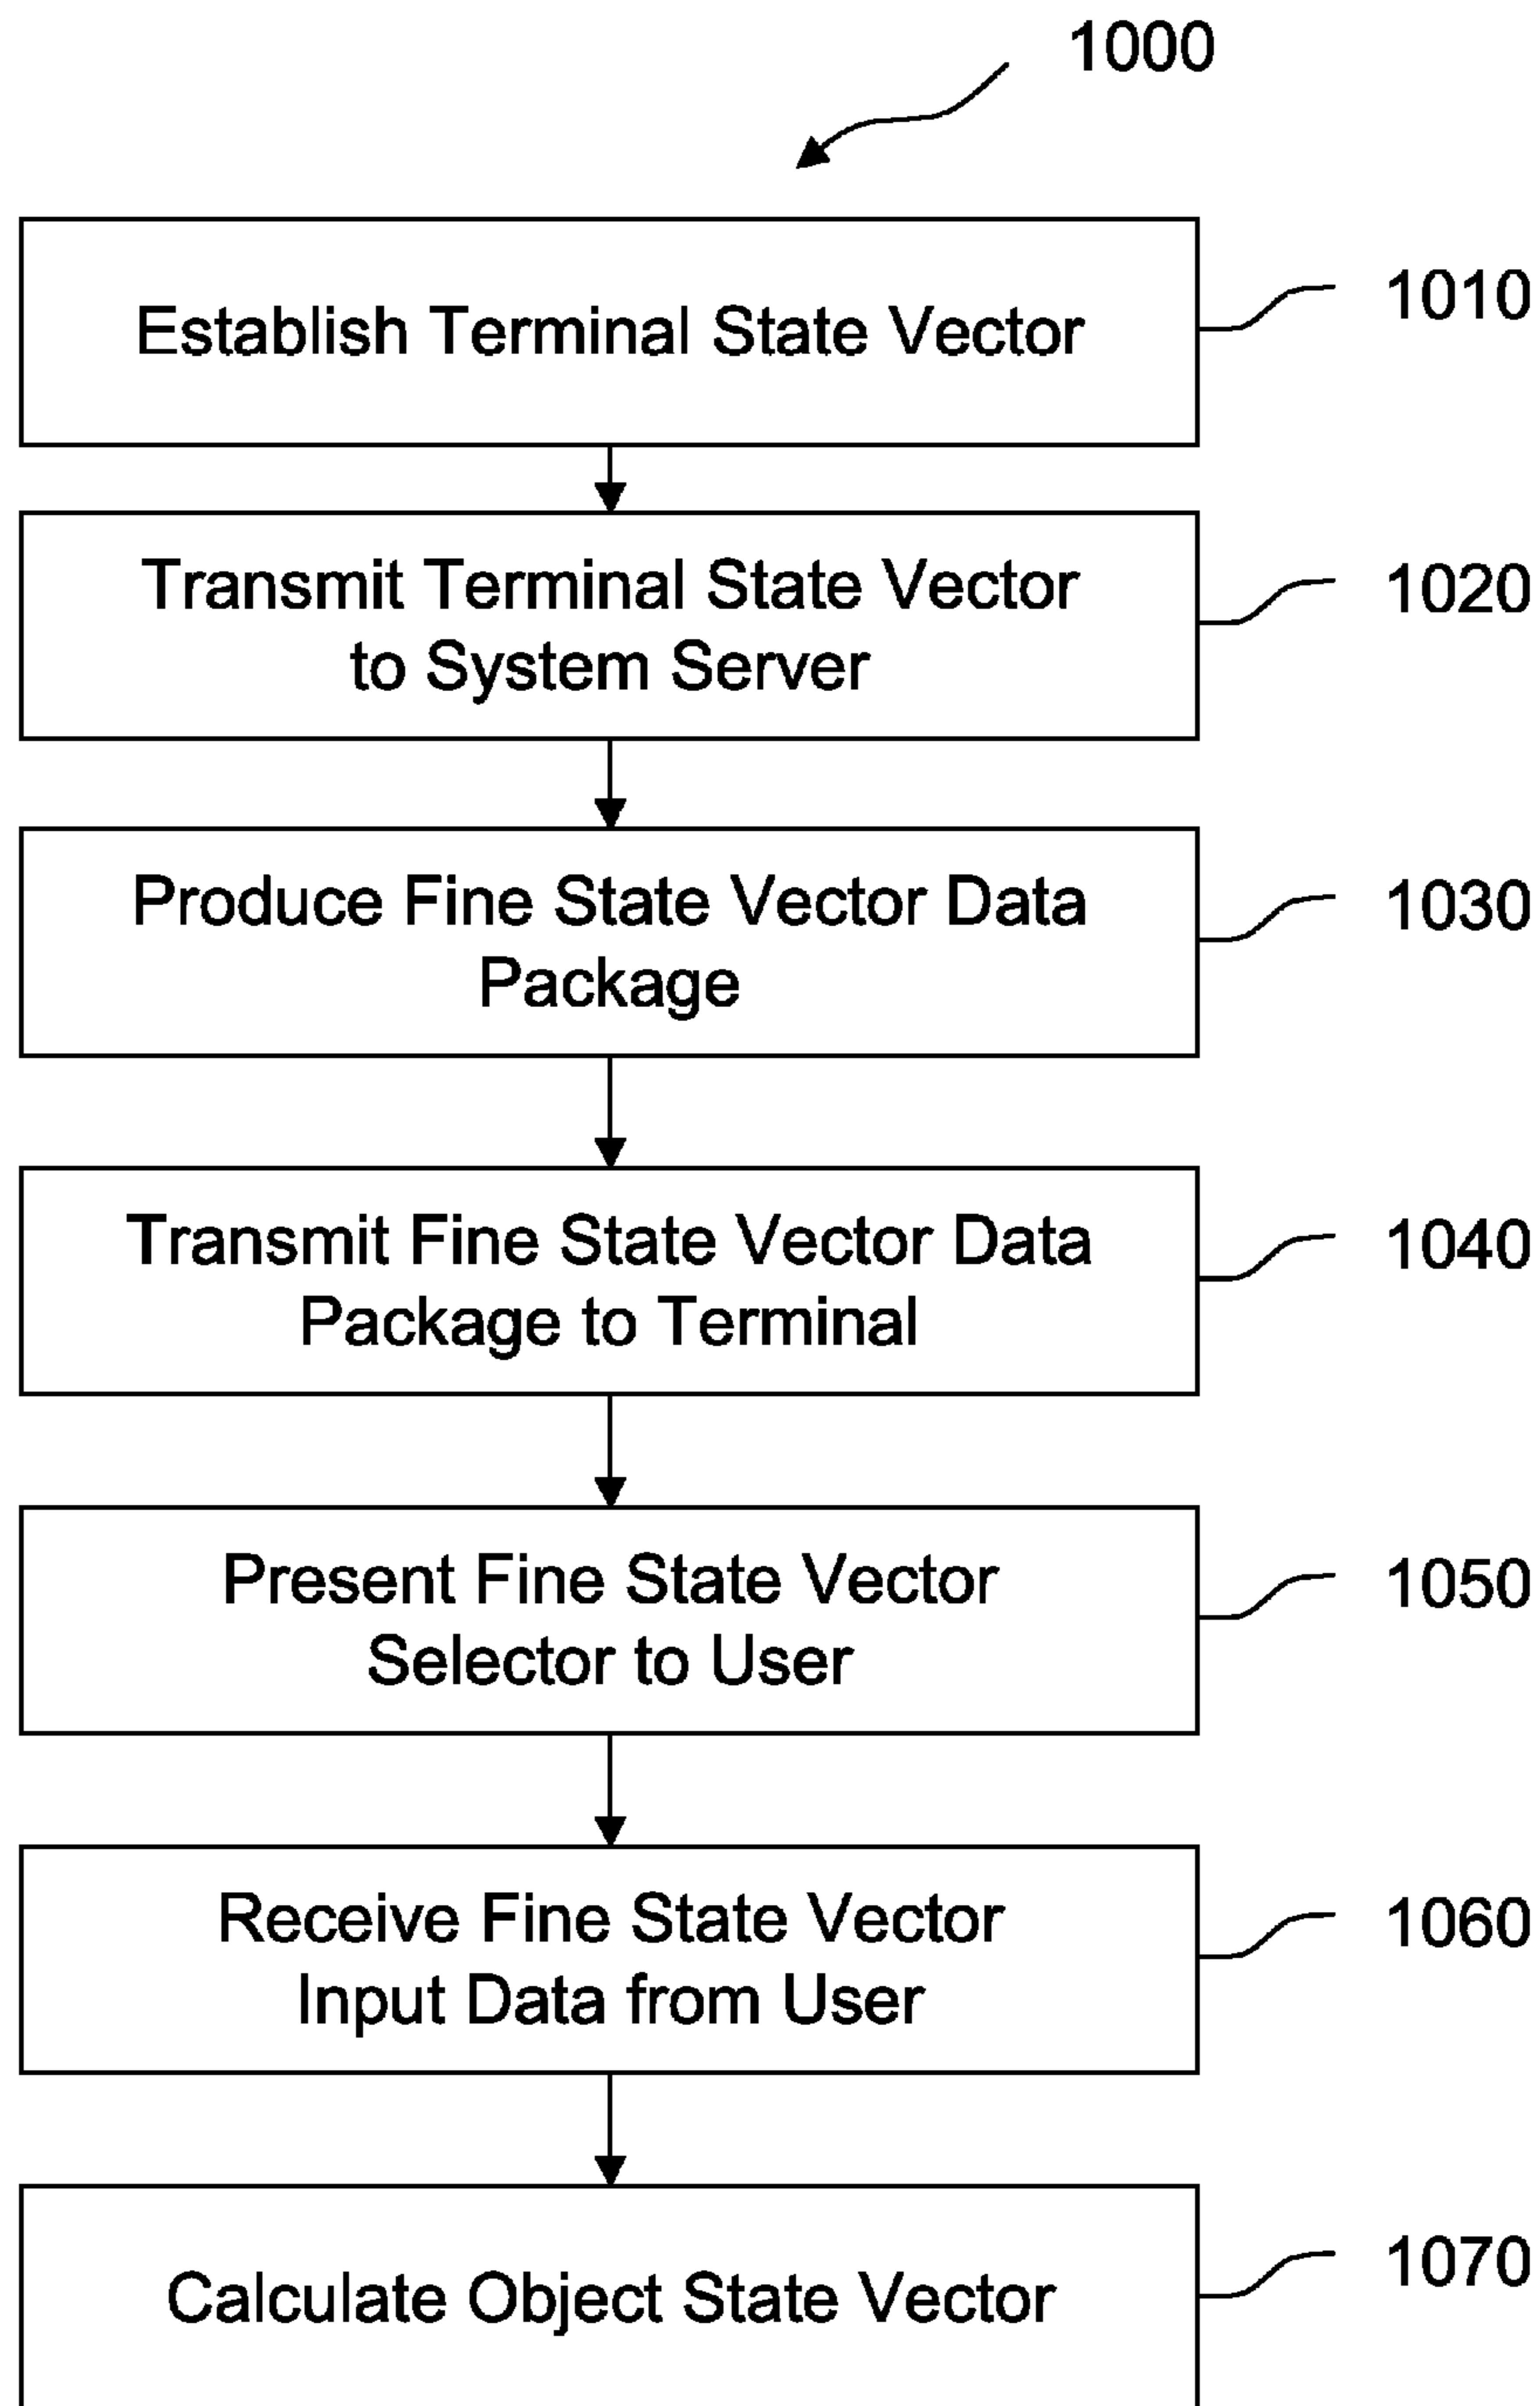 1000
Establish Terminal State Vector
1010
Transmit Terminal State Vector
to System Server
1020
Produce Fine State Vector Data
Package
1030
Transmit Fine State Vector Data
Package to Terminal
1040
Present Fine State Vector
Selector to User
1050
Receive Fine State Vector
Input Data from User
1060
Calculate Object State Vector
1070